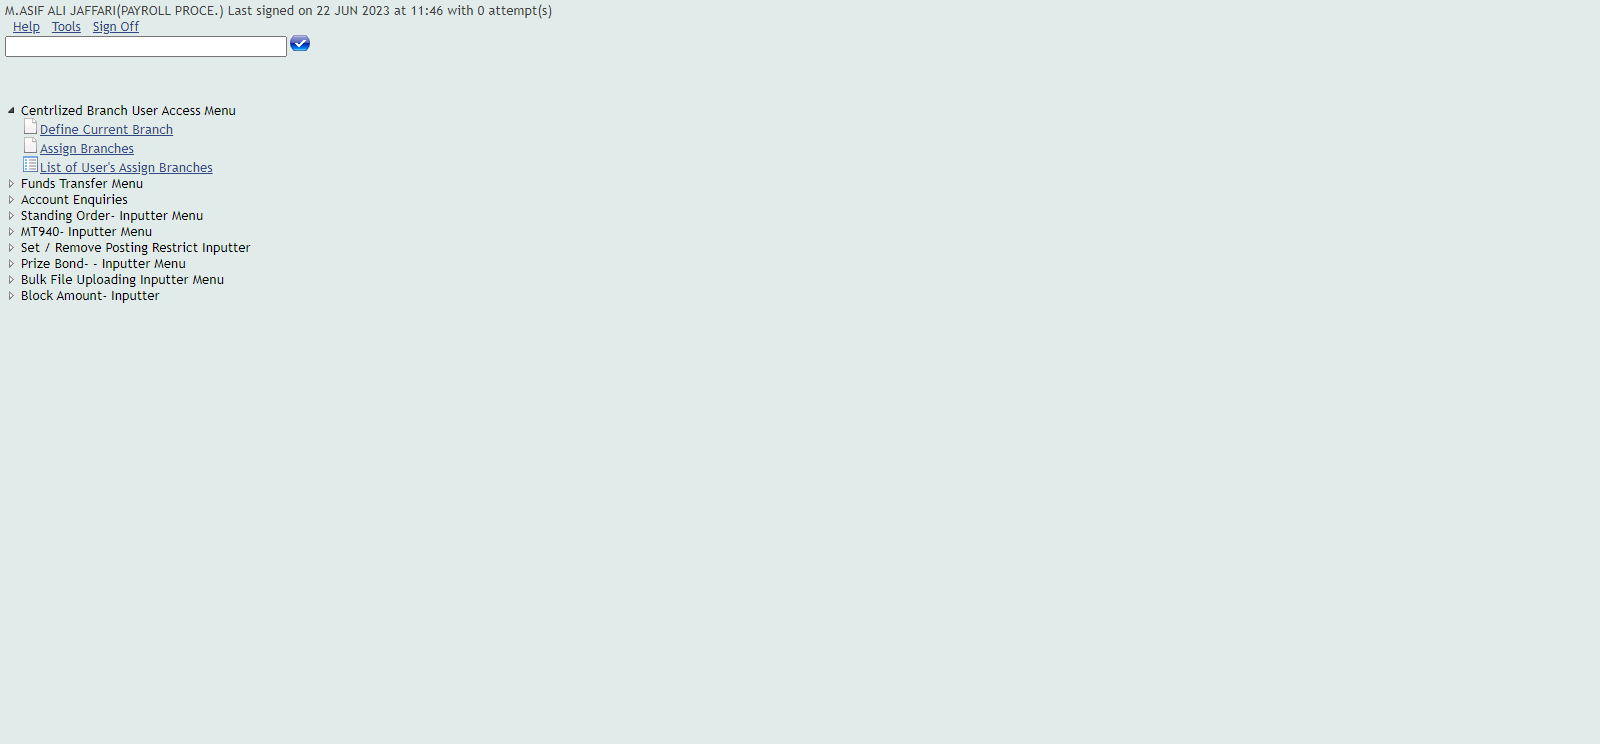 M.ASIF ALI JAFFARI(PAYROLL PROCE.) Last signed on 22 JUN 2023 at 11:46 with 0 attempt(s)
Help Tools Sign Off
Centrlized Branch User Access Menu
Define Current Branch
Assign Branches
List of User's Assign Branches
Funds Transfer Menu
Account Enquiries
Standing Order- Inputter Menu
MT940- Inputter Menu
Set / Remove Posting Restrict Inputter
Prize Bond- - Inputter Menu
Bulk File Uploading Inputter Menu
Block Amount- Inputter